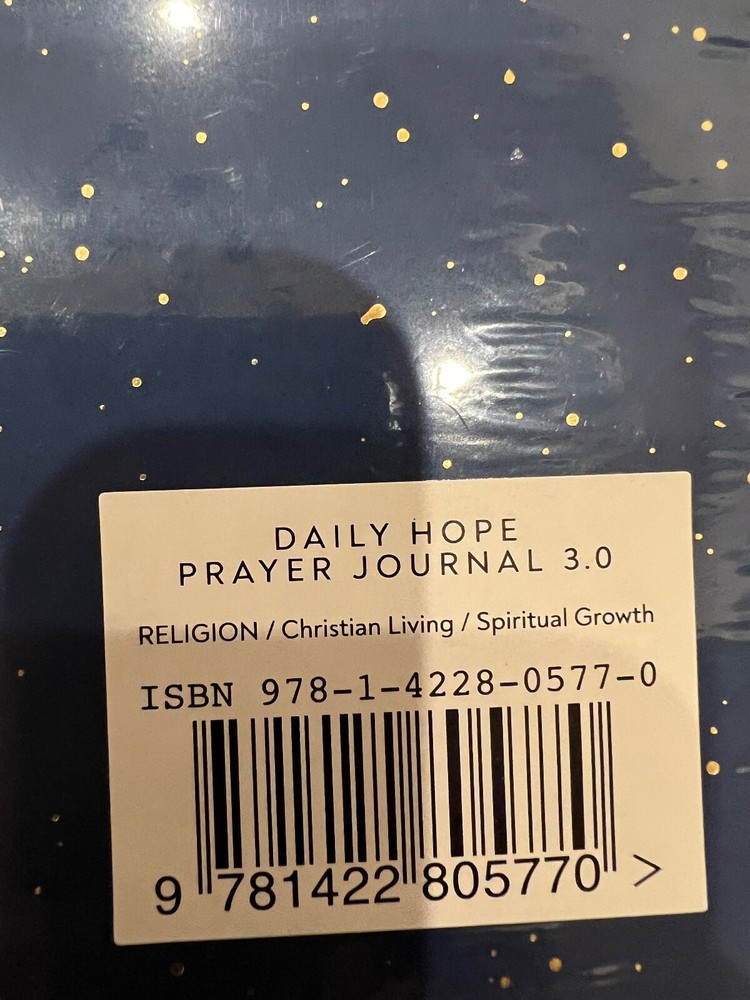 DAILY HOPE
PRAYER JOURNAL 3.0
RELIGION / Christian Living / Spiritual Growth
ISBN 978-1-4228-0577-0
9 781422 805770 >